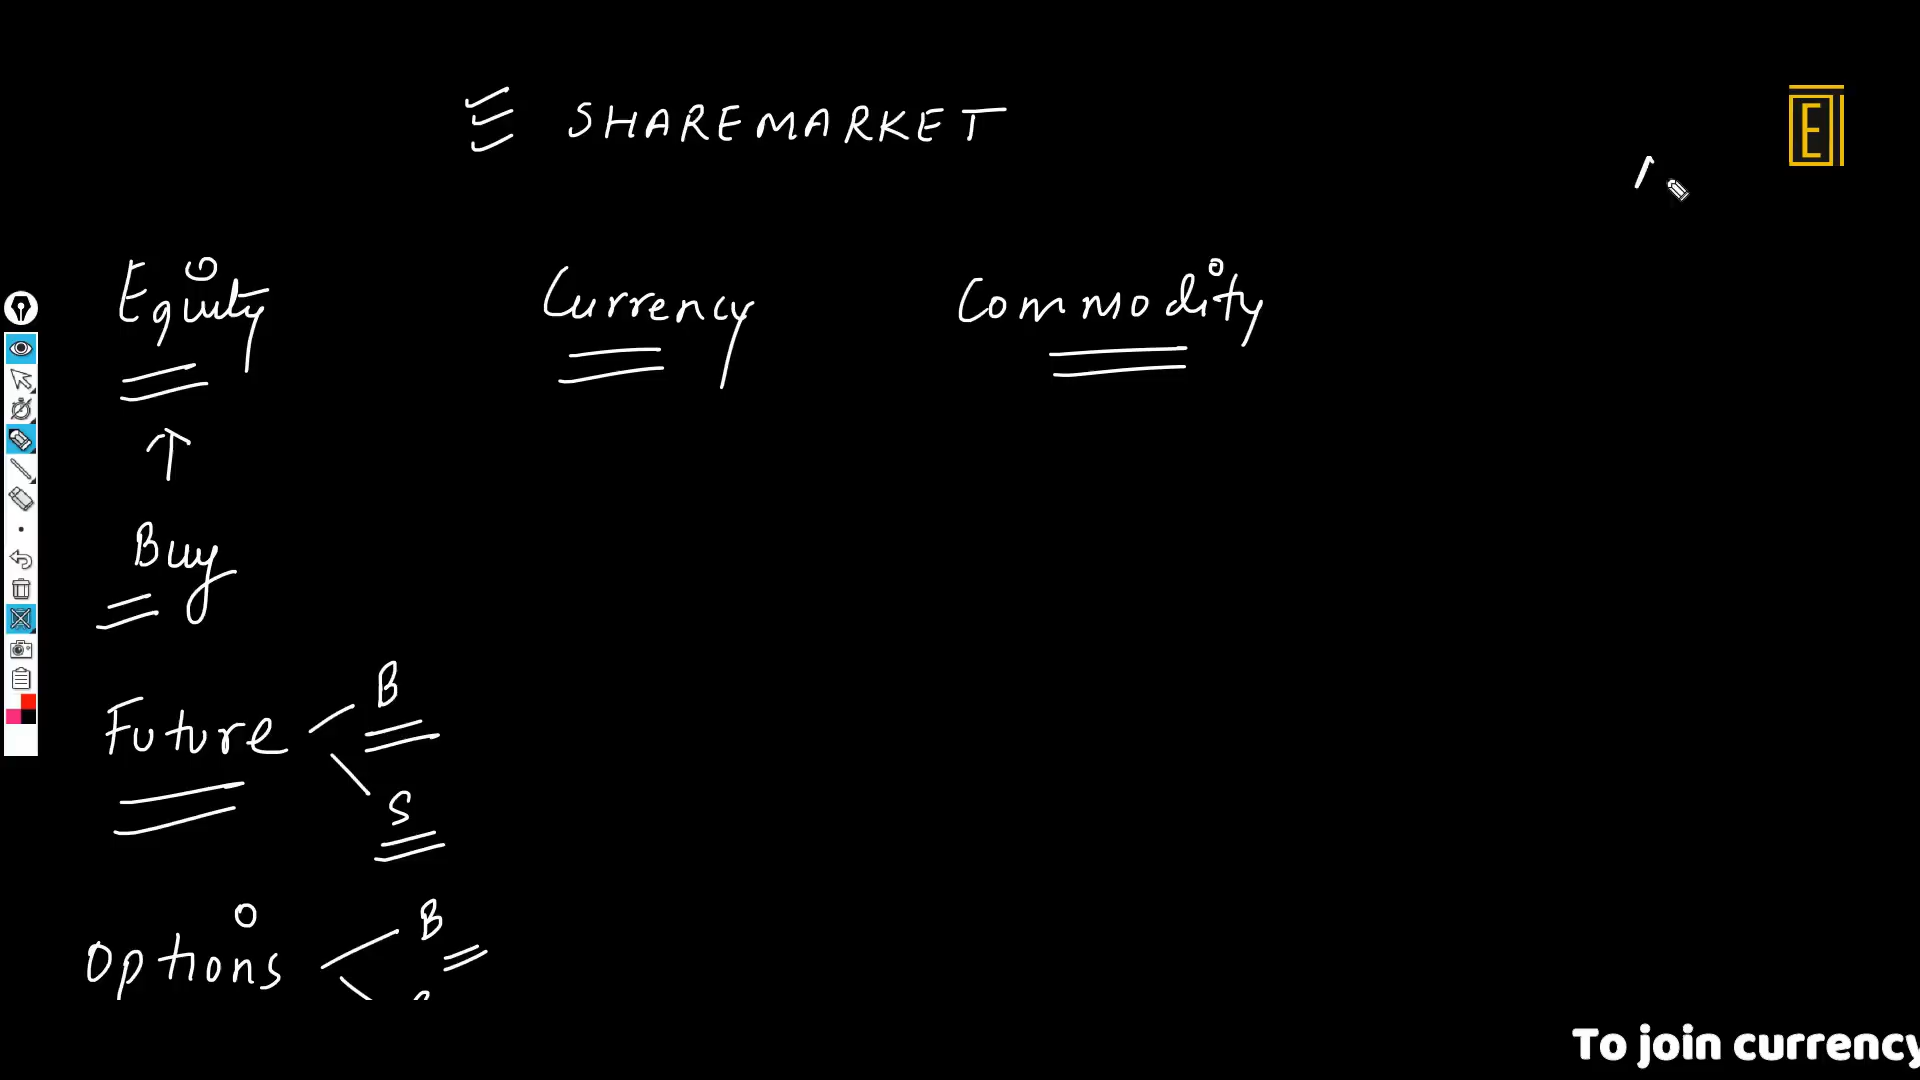 SHAREMARKET
E
Equity Currency Commodity
Buy
B
Future
S
B
Options
To join currency